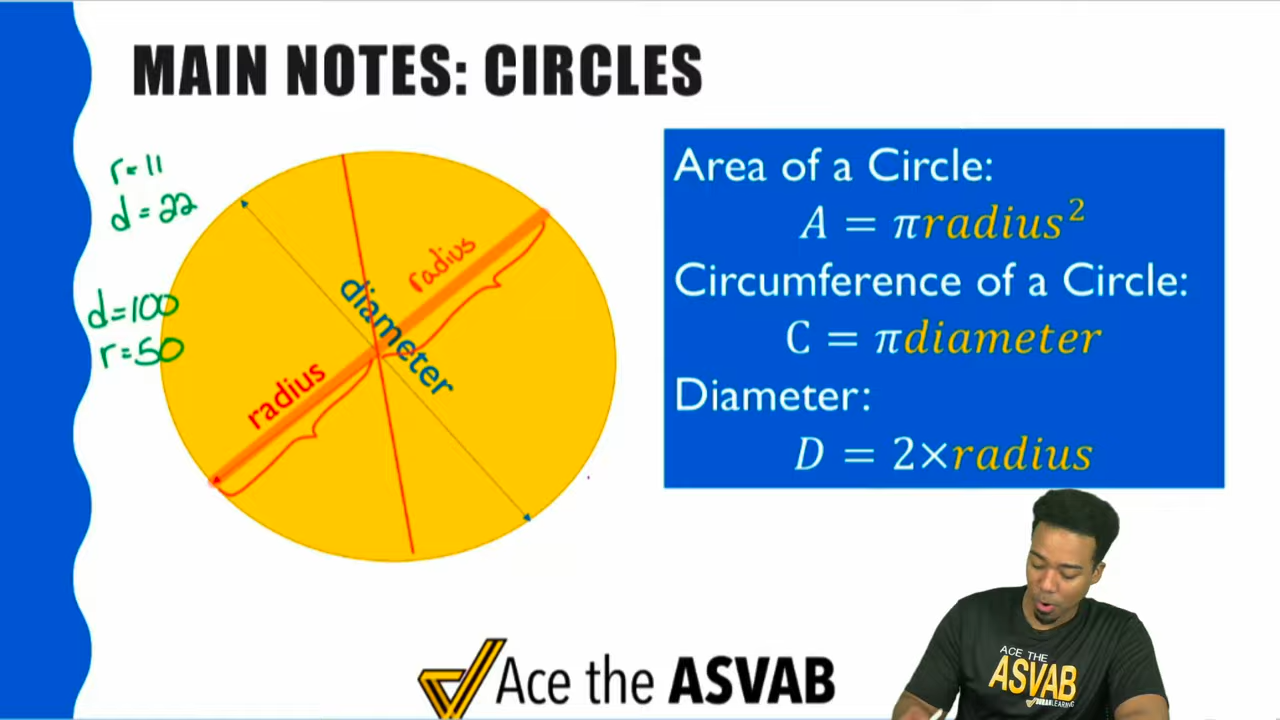 MAIN NOTES: CIRCLES
r=11
d=22
d=100
r=50
radius
diameter
radius
Area of a Circle:
A = πradius²
Circumference of a Circle:
C = πdiameter
Diameter:
D = 2×radius
Ace the ASVAB
ACE THE
ASVAB